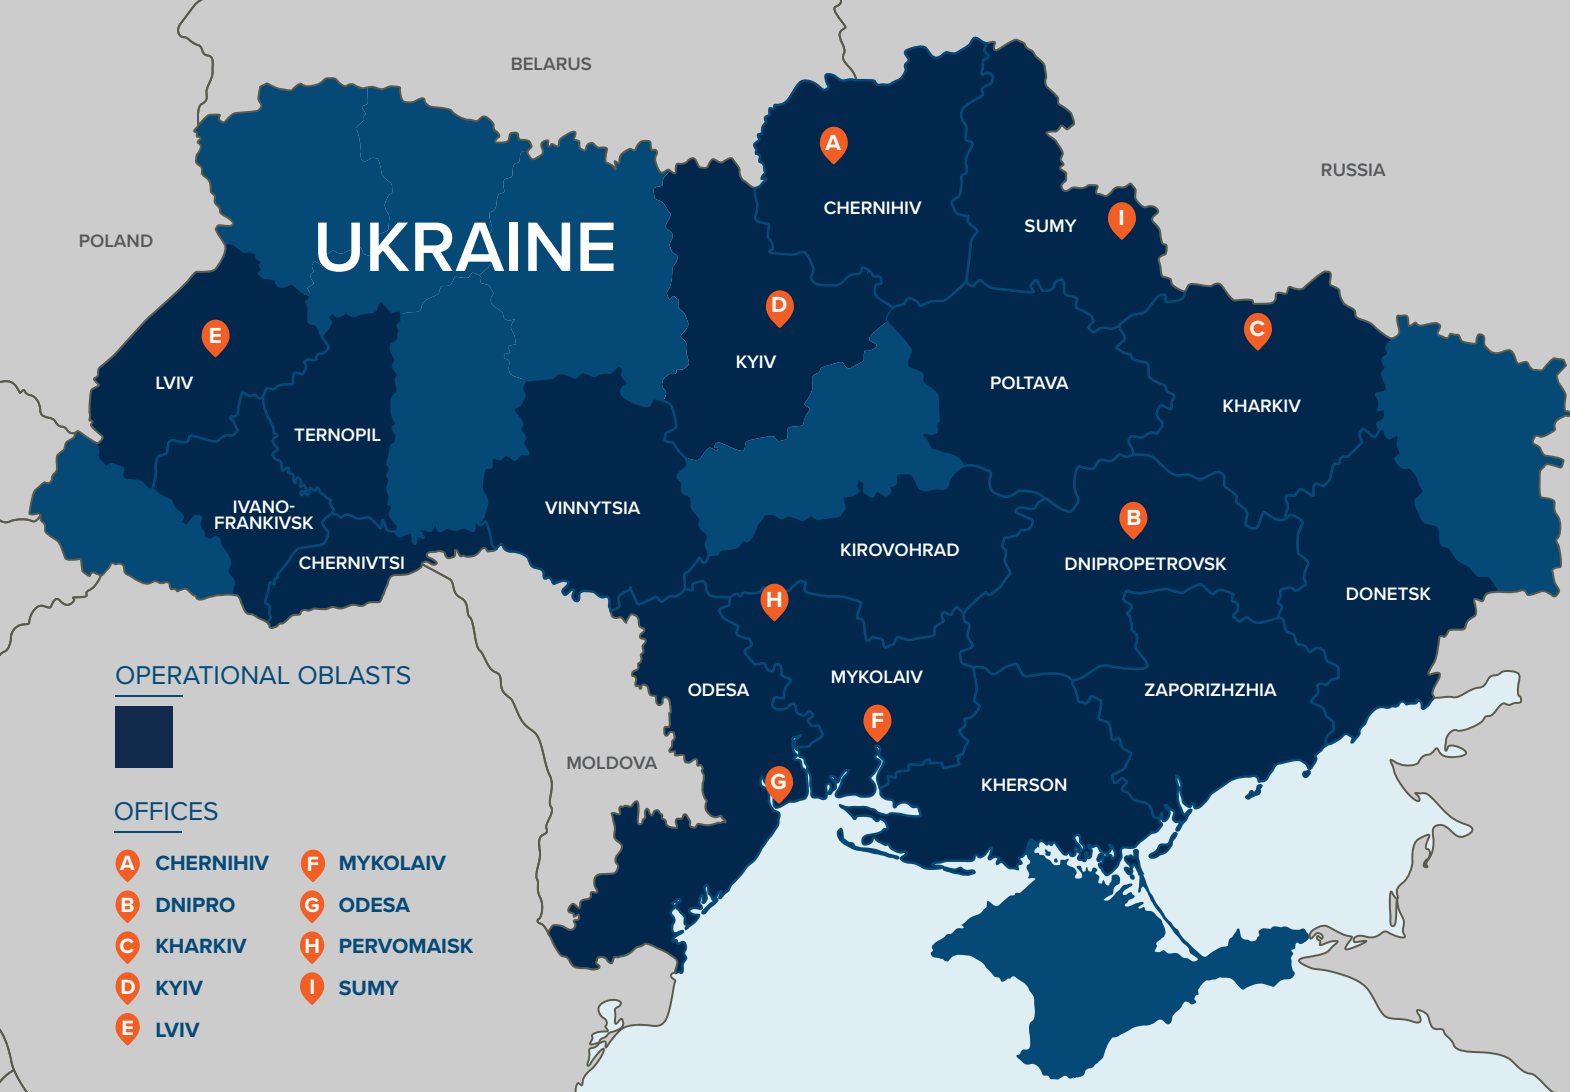 BELARUS
RUSSIA
POLAND
UKRAINE
A
CHERNIHIV
SUMY
I
D
KYIV
E
LVIV
C
KHARKIV
POLTAVA
TERNOPIL
IVANO-
FRANKIVSK
CHERNIVTSI
VINNYTSIA
KIROVOHRAD
B
DNIPROPETROVSK
DONETSK
H
ODESA
MYKOLAIV
F
ZAPORIZHZHIA
G
KHERSON
MOLDOVA
OPERATIONAL OBLASTS
OFFICES
A CHERNIHIV
B DNIPRO
C KHARKIV
D KYIV
E LVIV
F MYKOLAIV
G ODESA
H PERVOMAISK
I SUMY